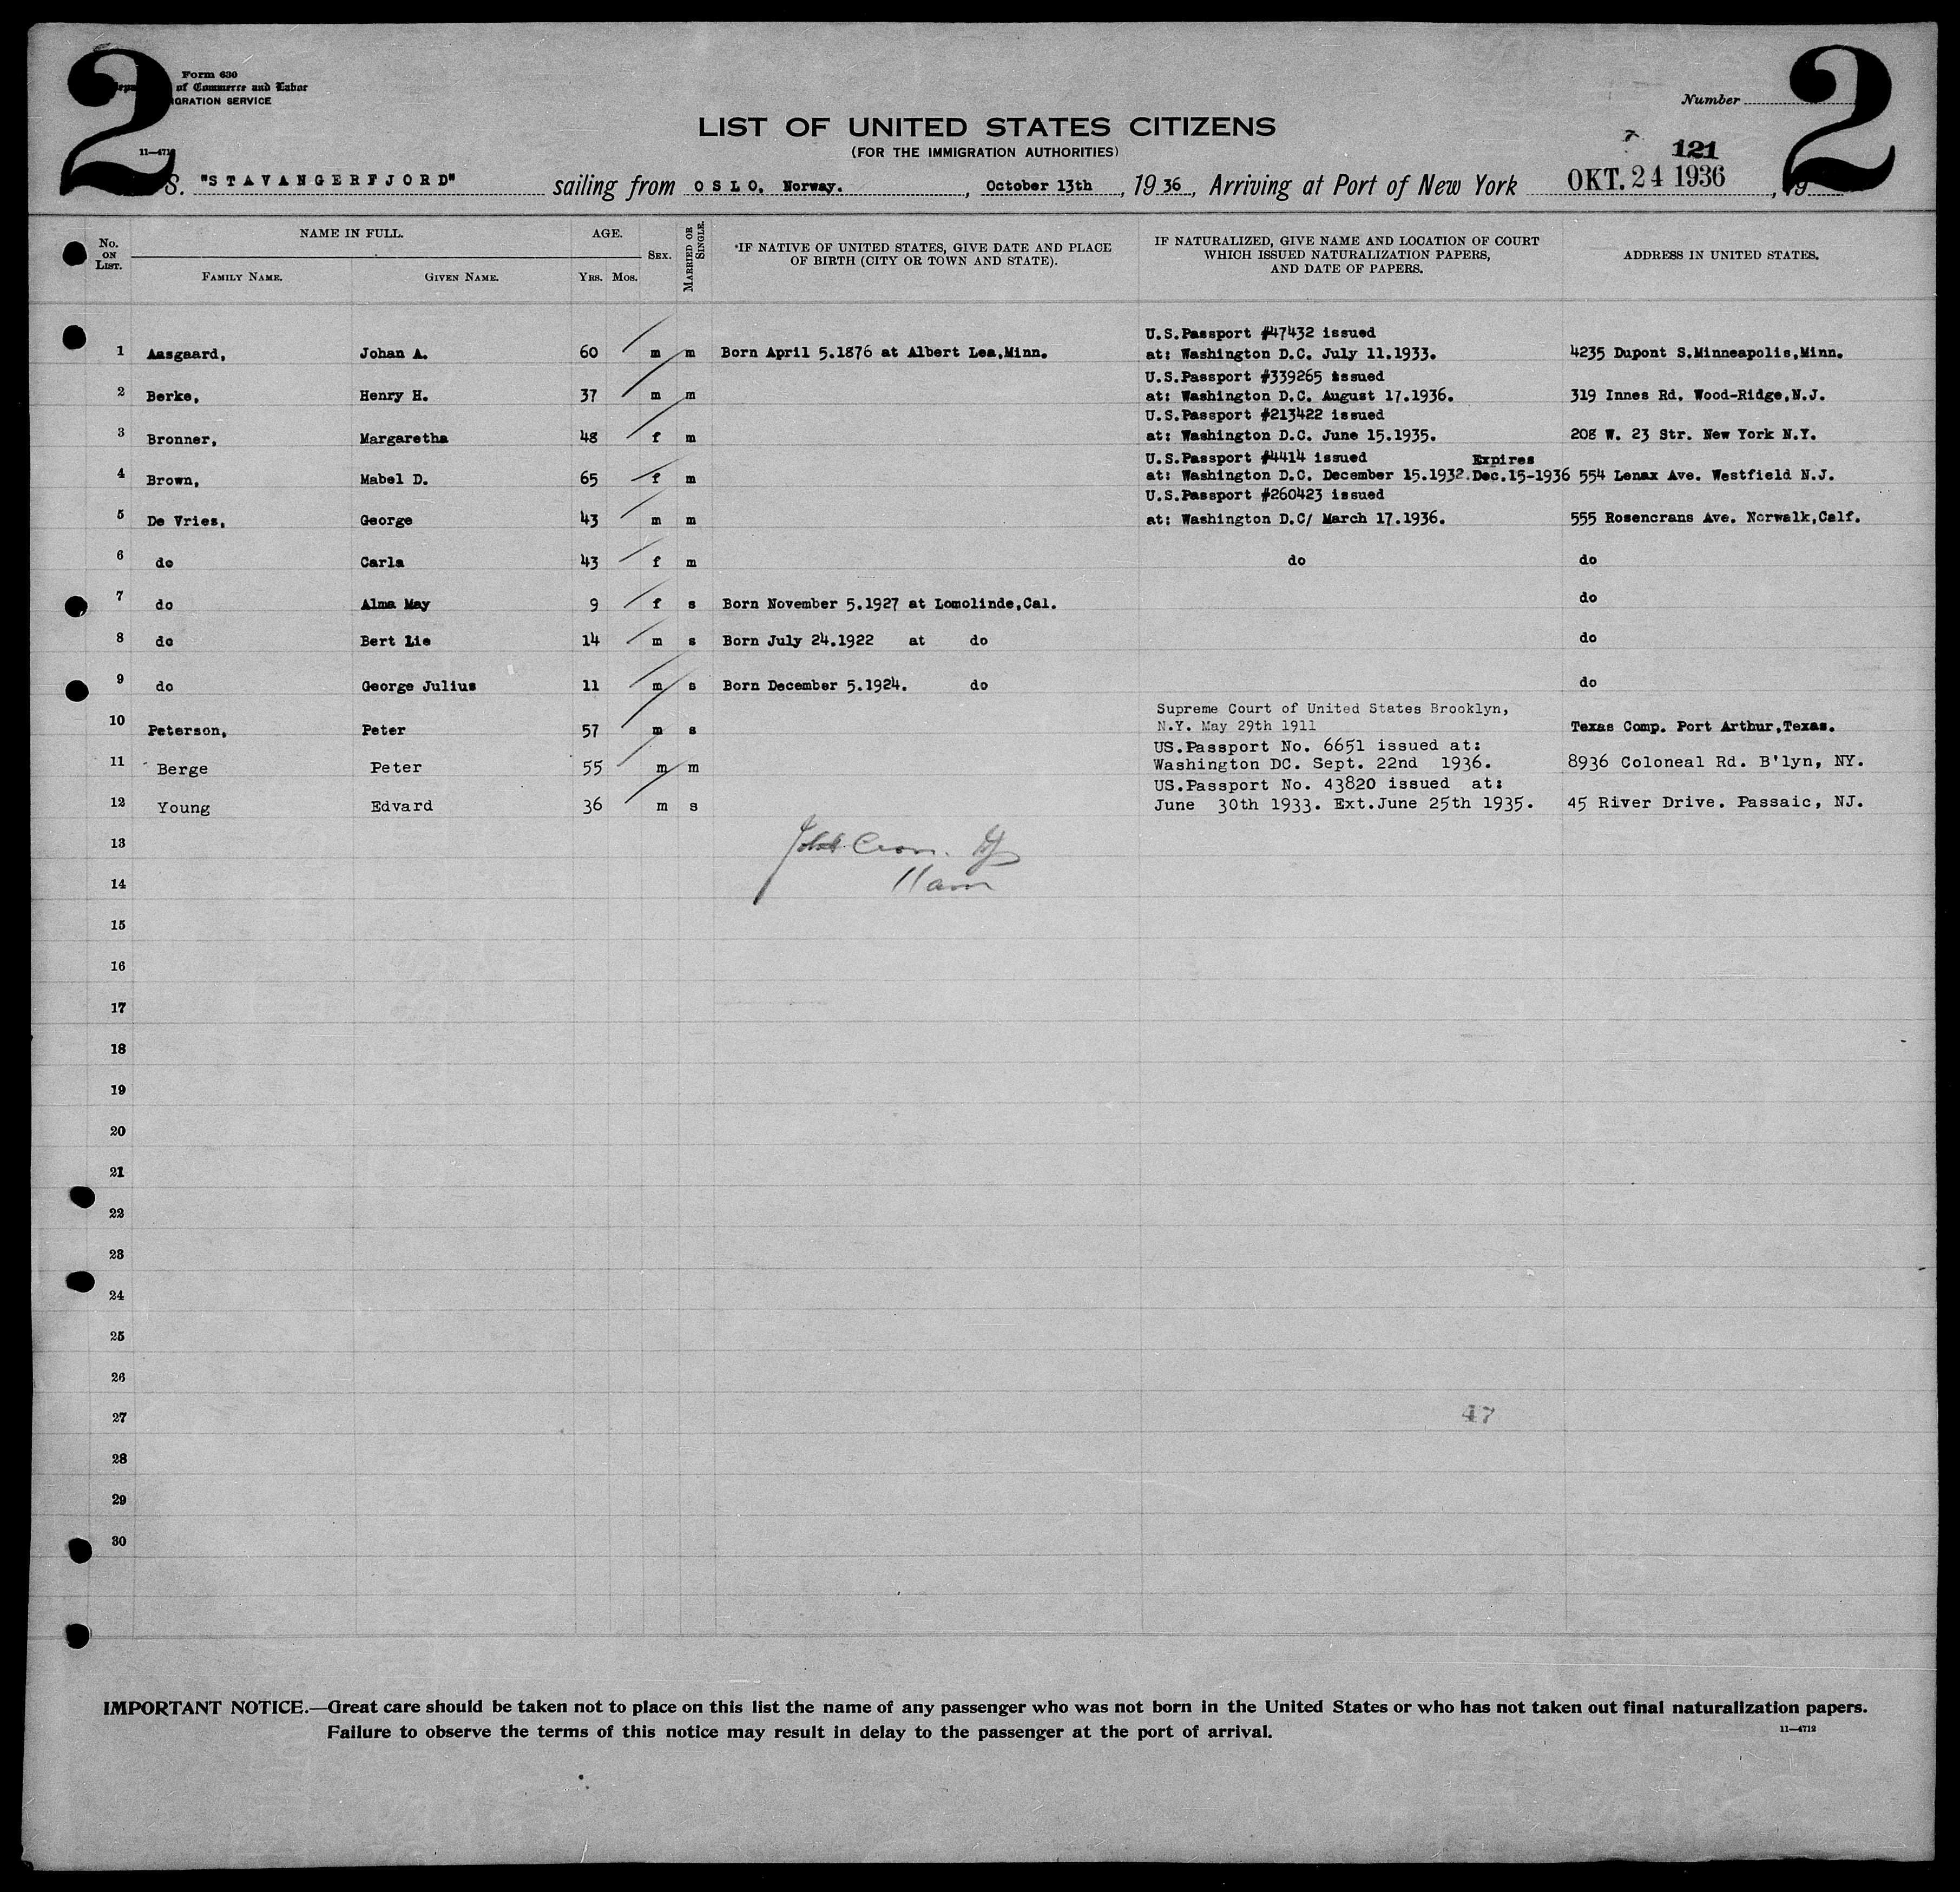 2 2
Form 630
of Commerce and Labor
IGRATION SERVICE
11—4712
Number
LIST OF UNITED STATES CITIZENS
(FOR THE IMMIGRATION AUTHORITIES)
121
S. "STAVANGERFJORD" sailing from OSLO, Norway. , October 13th , 19 36 , Arriving at Port of New York OKT. 24 1936 , 19
No. ON LIST. NAME IN FULL. FAMILY NAME. GIVEN NAME. AGE. YRS. MOS. SEX. MARRIED OR SINGLE. *IF NATIVE OF UNITED STATES, GIVE DATE AND PLACE OF BIRTH (CITY OR TOWN AND STATE). IF NATURALIZED, GIVE NAME AND LOCATION OF COURT WHICH ISSUED NATURALIZATION PAPERS, AND DATE OF PAPERS. ADDRESS IN UNITED STATES.
U.S.Passport #47432 issued
1 Aasgaard, Johan A. 60 m m Born April 5.1876 at Albert Lea,Minn. at: Washington D.C. July 11.1933. 4235 Dupont S.Minneapolis,Minn.
U.S.Passport #339265 issued
2 Berke, Henry H. 37 m m at: Washington D.C. August 17.1936. 319 Innes Rd. Wood-Ridge,N.J.
U.S.Passport #213422 issued
3 Bronner, Margaretha 48 f m at: Washington D.C. June 15.1935. 208 W. 23 Str. New York N.Y.
U.S.Passport #4414 issued Expires
4 Brown, Mabel D. 65 f m at: Washington D.C. December 15.1932.Dec.15-1936 554 Lenax Ave. Westfield N.J.
U.S.Passport #260423 issued
5 De Vries, George 43 m m at: Washington D.C/ March 17.1936. 555 Rosencrans Ave. Norwalk,Calf.
6 do Carla 43 f m do do
7 do Alma May 9 f s Born November 5.1927 at Lomolinde,Cal. do
8 do Bert Lie 14 m s Born July 24.1922 at do do
9 do George Julius 11 m s Born December 5.1924. do do
Supreme Court of United States Brooklyn,
10 Peterson, Peter 57 m s N.Y. May 29th 1911 Texas Comp. Port Arthur,Texas.
US.Passport No. 6651 issued at:
11 Berge Peter 55 m m Washington DC. Sept. 22nd 1936. 8936 Coloneal Rd. B'lyn, NY.
US.Passport No. 43820 issued at:
12 Young Edvard 36 m s June 30th 1933. Ext.June 25th 1935. 45 River Drive. Passaic, NJ.
13
14 11am
15
16
17
18
19
20
21
22
23
24
25
26
27 47
28
29
30
IMPORTANT NOTICE.—Great care should be taken not to place on this list the name of any passenger who was not born in the United States or who has not taken out final naturalization papers.
Failure to observe the terms of this notice may result in delay to the passenger at the port of arrival.
11—4712